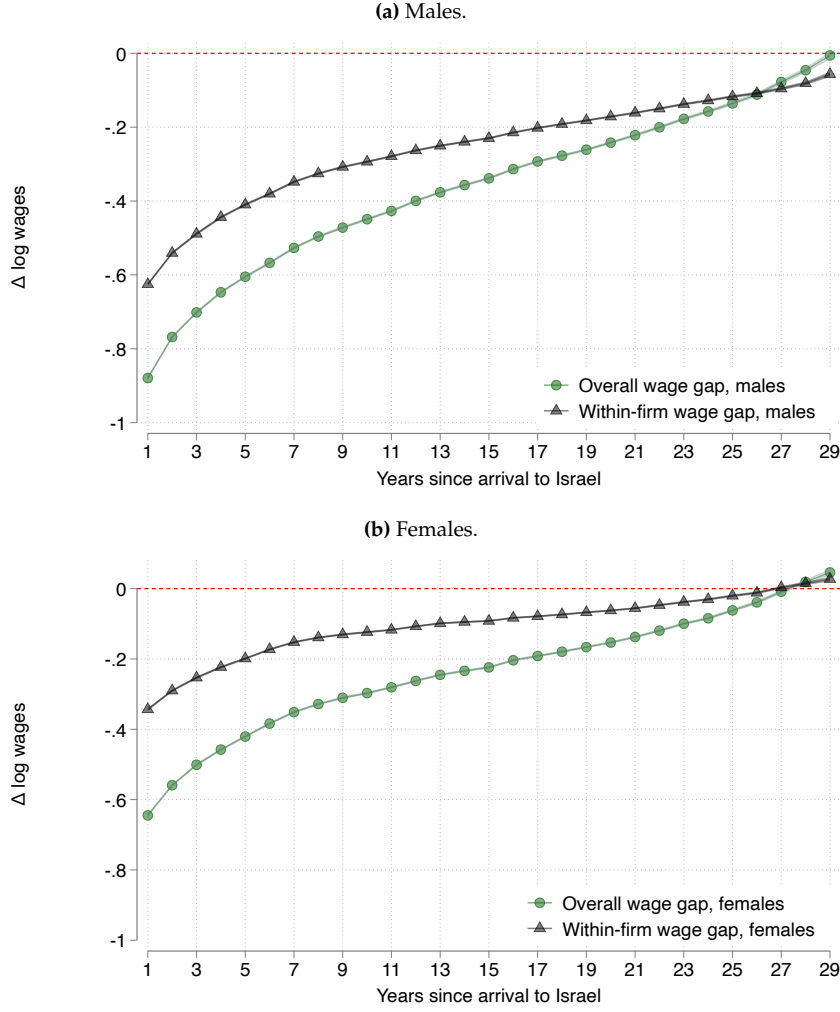 (a) Males.
0
-.2
-.4
-.6
-.8
-1
Δ log wages
Overall wage gap, males
Within-firm wage gap, males
1 3 5 7 9 11 13 15 17 19 21 23 25 27 29
Years since arrival to Israel
(b) Females.
0
-.2
-.4
-.6
-.8
-1
Δ log wages
Overall wage gap, females
Within-firm wage gap, females
1 3 5 7 9 11 13 15 17 19 21 23 25 27 29
Years since arrival to Israel